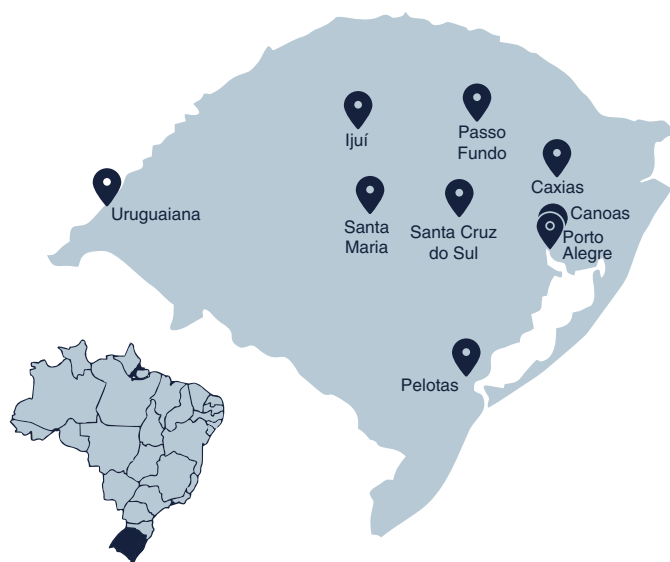 Ijuí
Passo
Fundo
Caxias
Uruguaiana
Santa
Maria
Santa Cruz
do Sul
Canoas
Porto
Alegre
Pelotas